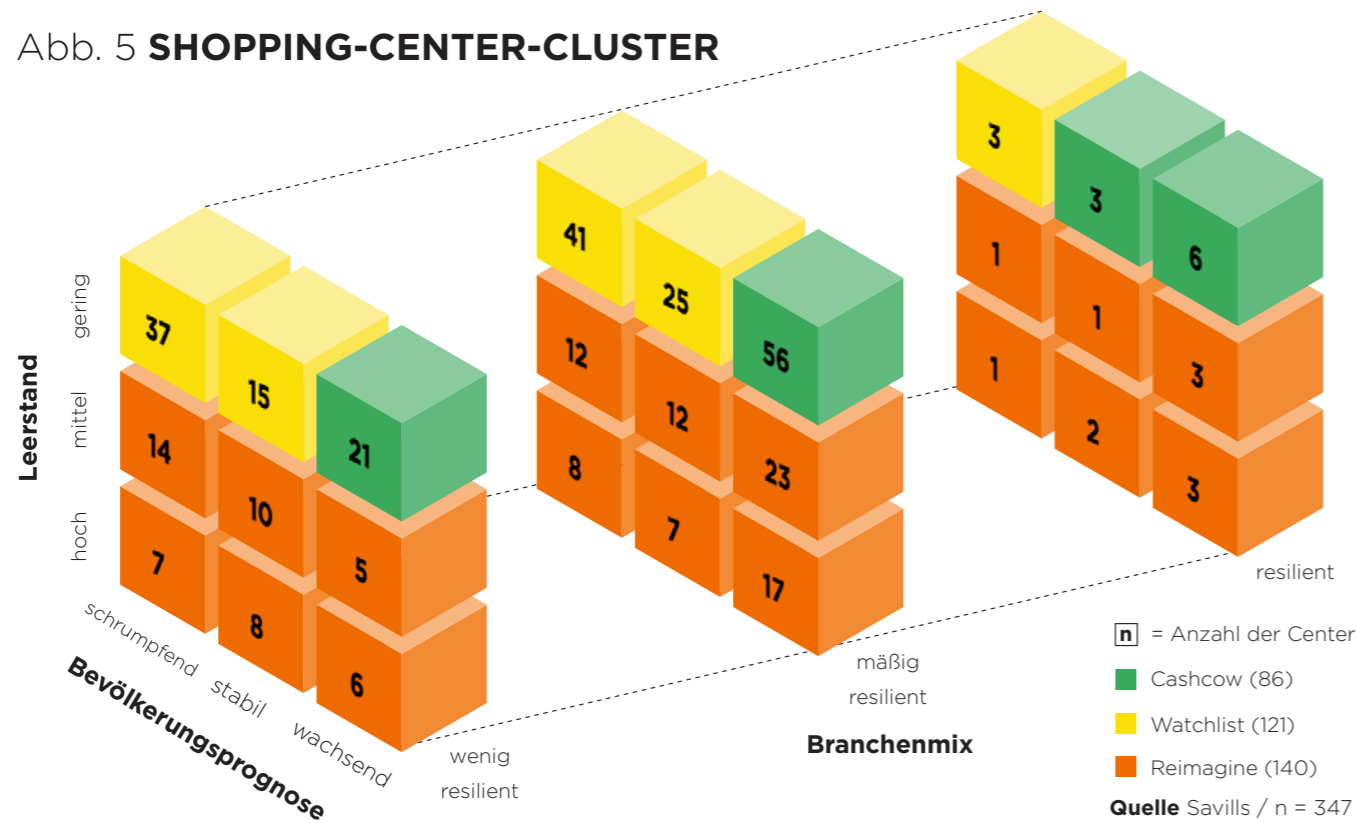 Abb. 5 SHOPPING-CENTER-CLUSTER
Leerstand
gering
mittel
hoch
37
15
21
14
10
5
7
8
6
41
25
56
12
12
23
8
7
17
3
3
6
1
1
3
1
2
3
schrumpfend
stabil
wachsend
Bevölkerungsprognose
wenig
resilient
mäßig
resilient
resilient
Branchenmix
n = Anzahl der Center
Cashcow (86)
Watchlist (121)
Reimagine (140)
Quelle Savills / n = 347